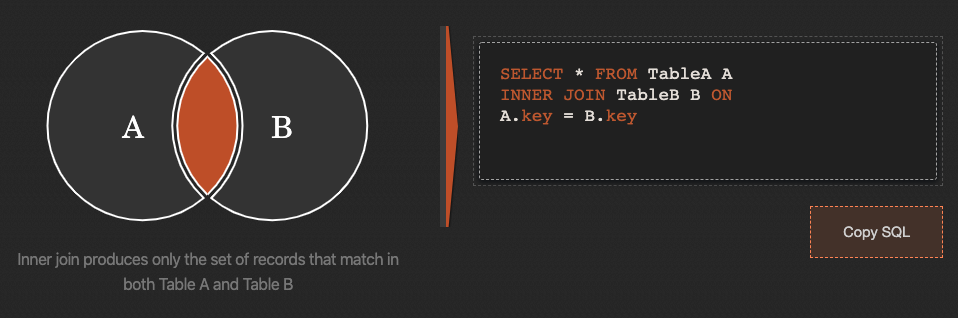 A
B
Inner join produces only the set of records that match in
both Table A and Table B
SELECT * FROM TableA A
INNER JOIN TableB B ON
A.key = B.key
Copy SQL